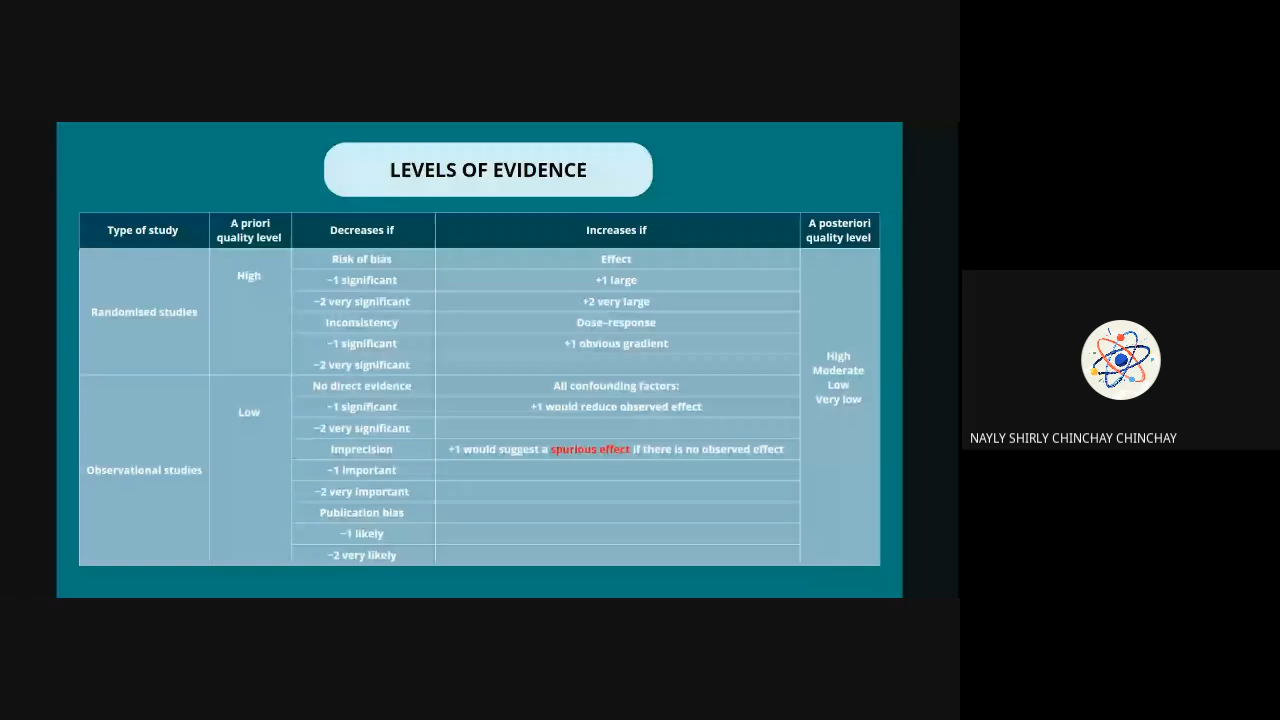 LEVELS OF EVIDENCE
Type of study
A priori
quality level
Decreases if
Increases if
A posteriori
quality level
Randomised studies
High
Risk of bias
Effect
−1 significant
+1 large
−2 very significant
+2 very large
Inconsistency
Dose–response
−1 significant
+1 obvious gradient
−2 very significant
Observational studies
Low
No direct evidence
All confounding factors:
−1 significant
+1 would reduce observed effect
−2 very significant
Imprecision
+1 would suggest a spurious effect if there is no observed effect
−1 important
−2 very important
Publication bias
−1 likely
−2 very likely
High
Moderate
Low
Very low
NAYLY SHIRLY CHINCHAY CHINCHAY